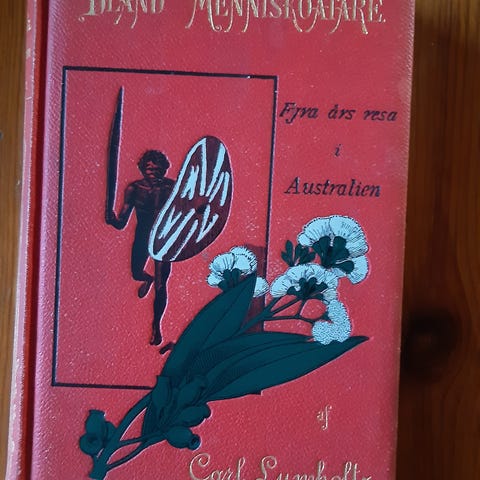 Bland Menniskoätare
Fyra års resa
i
Australien
af
Carl Lumholtz